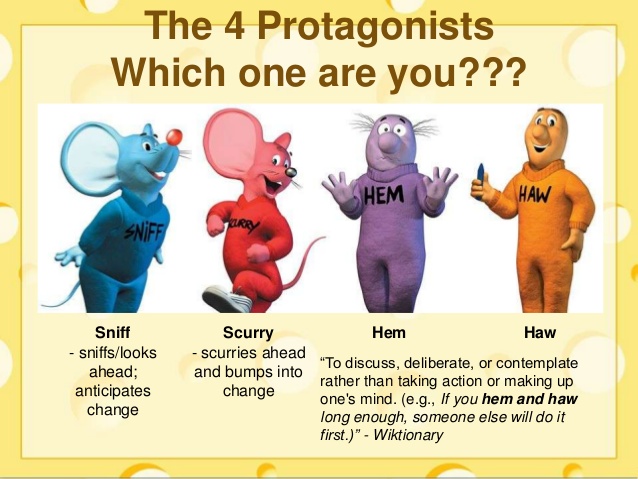 The 4 Protagonists
Which one are you???
SNIFF
SCURRY
HEM
HAW
Sniff
- sniffs/looks
ahead;
anticipates
change
Scurry
- scurries ahead
and bumps into
change
Hem
Haw
“To discuss, deliberate, or contemplate
rather than taking action or making up
one's mind. (e.g., If you hem and haw
long enough, someone else will do it
first.)” - Wiktionary